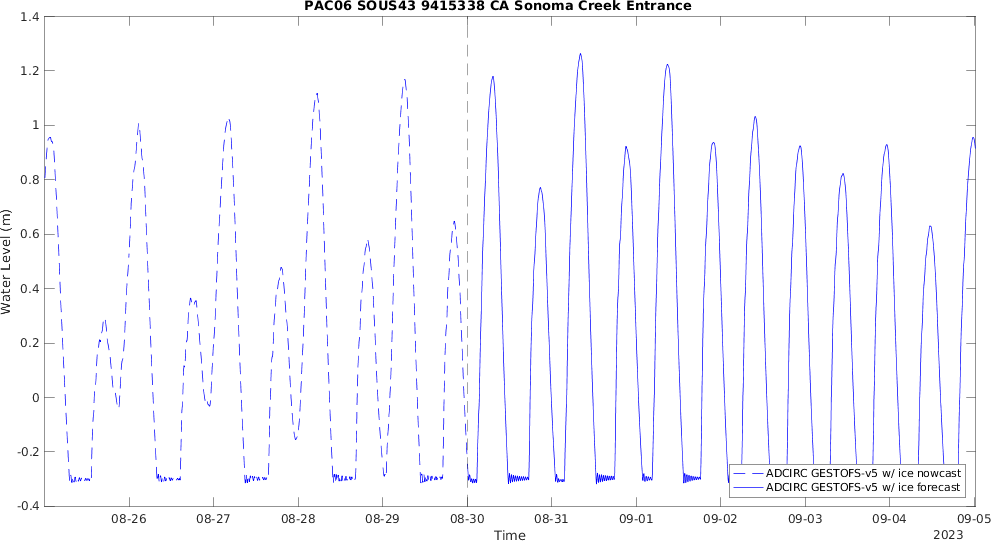 PAC06 SOUS43 9415338 CA Sonoma Creek Entrance
1.4
1.2
1
0.8
0.6
0.4
0.2
0
-0.2
-0.4
Water Level (m)
ADCIRC GESTOFS-v5 w/ ice nowcast
ADCIRC GESTOFS-v5 w/ ice forecast
08-26 08-27 08-28 08-29 08-30 08-31 09-01 09-02 09-03 09-04 09-05
Time
2023